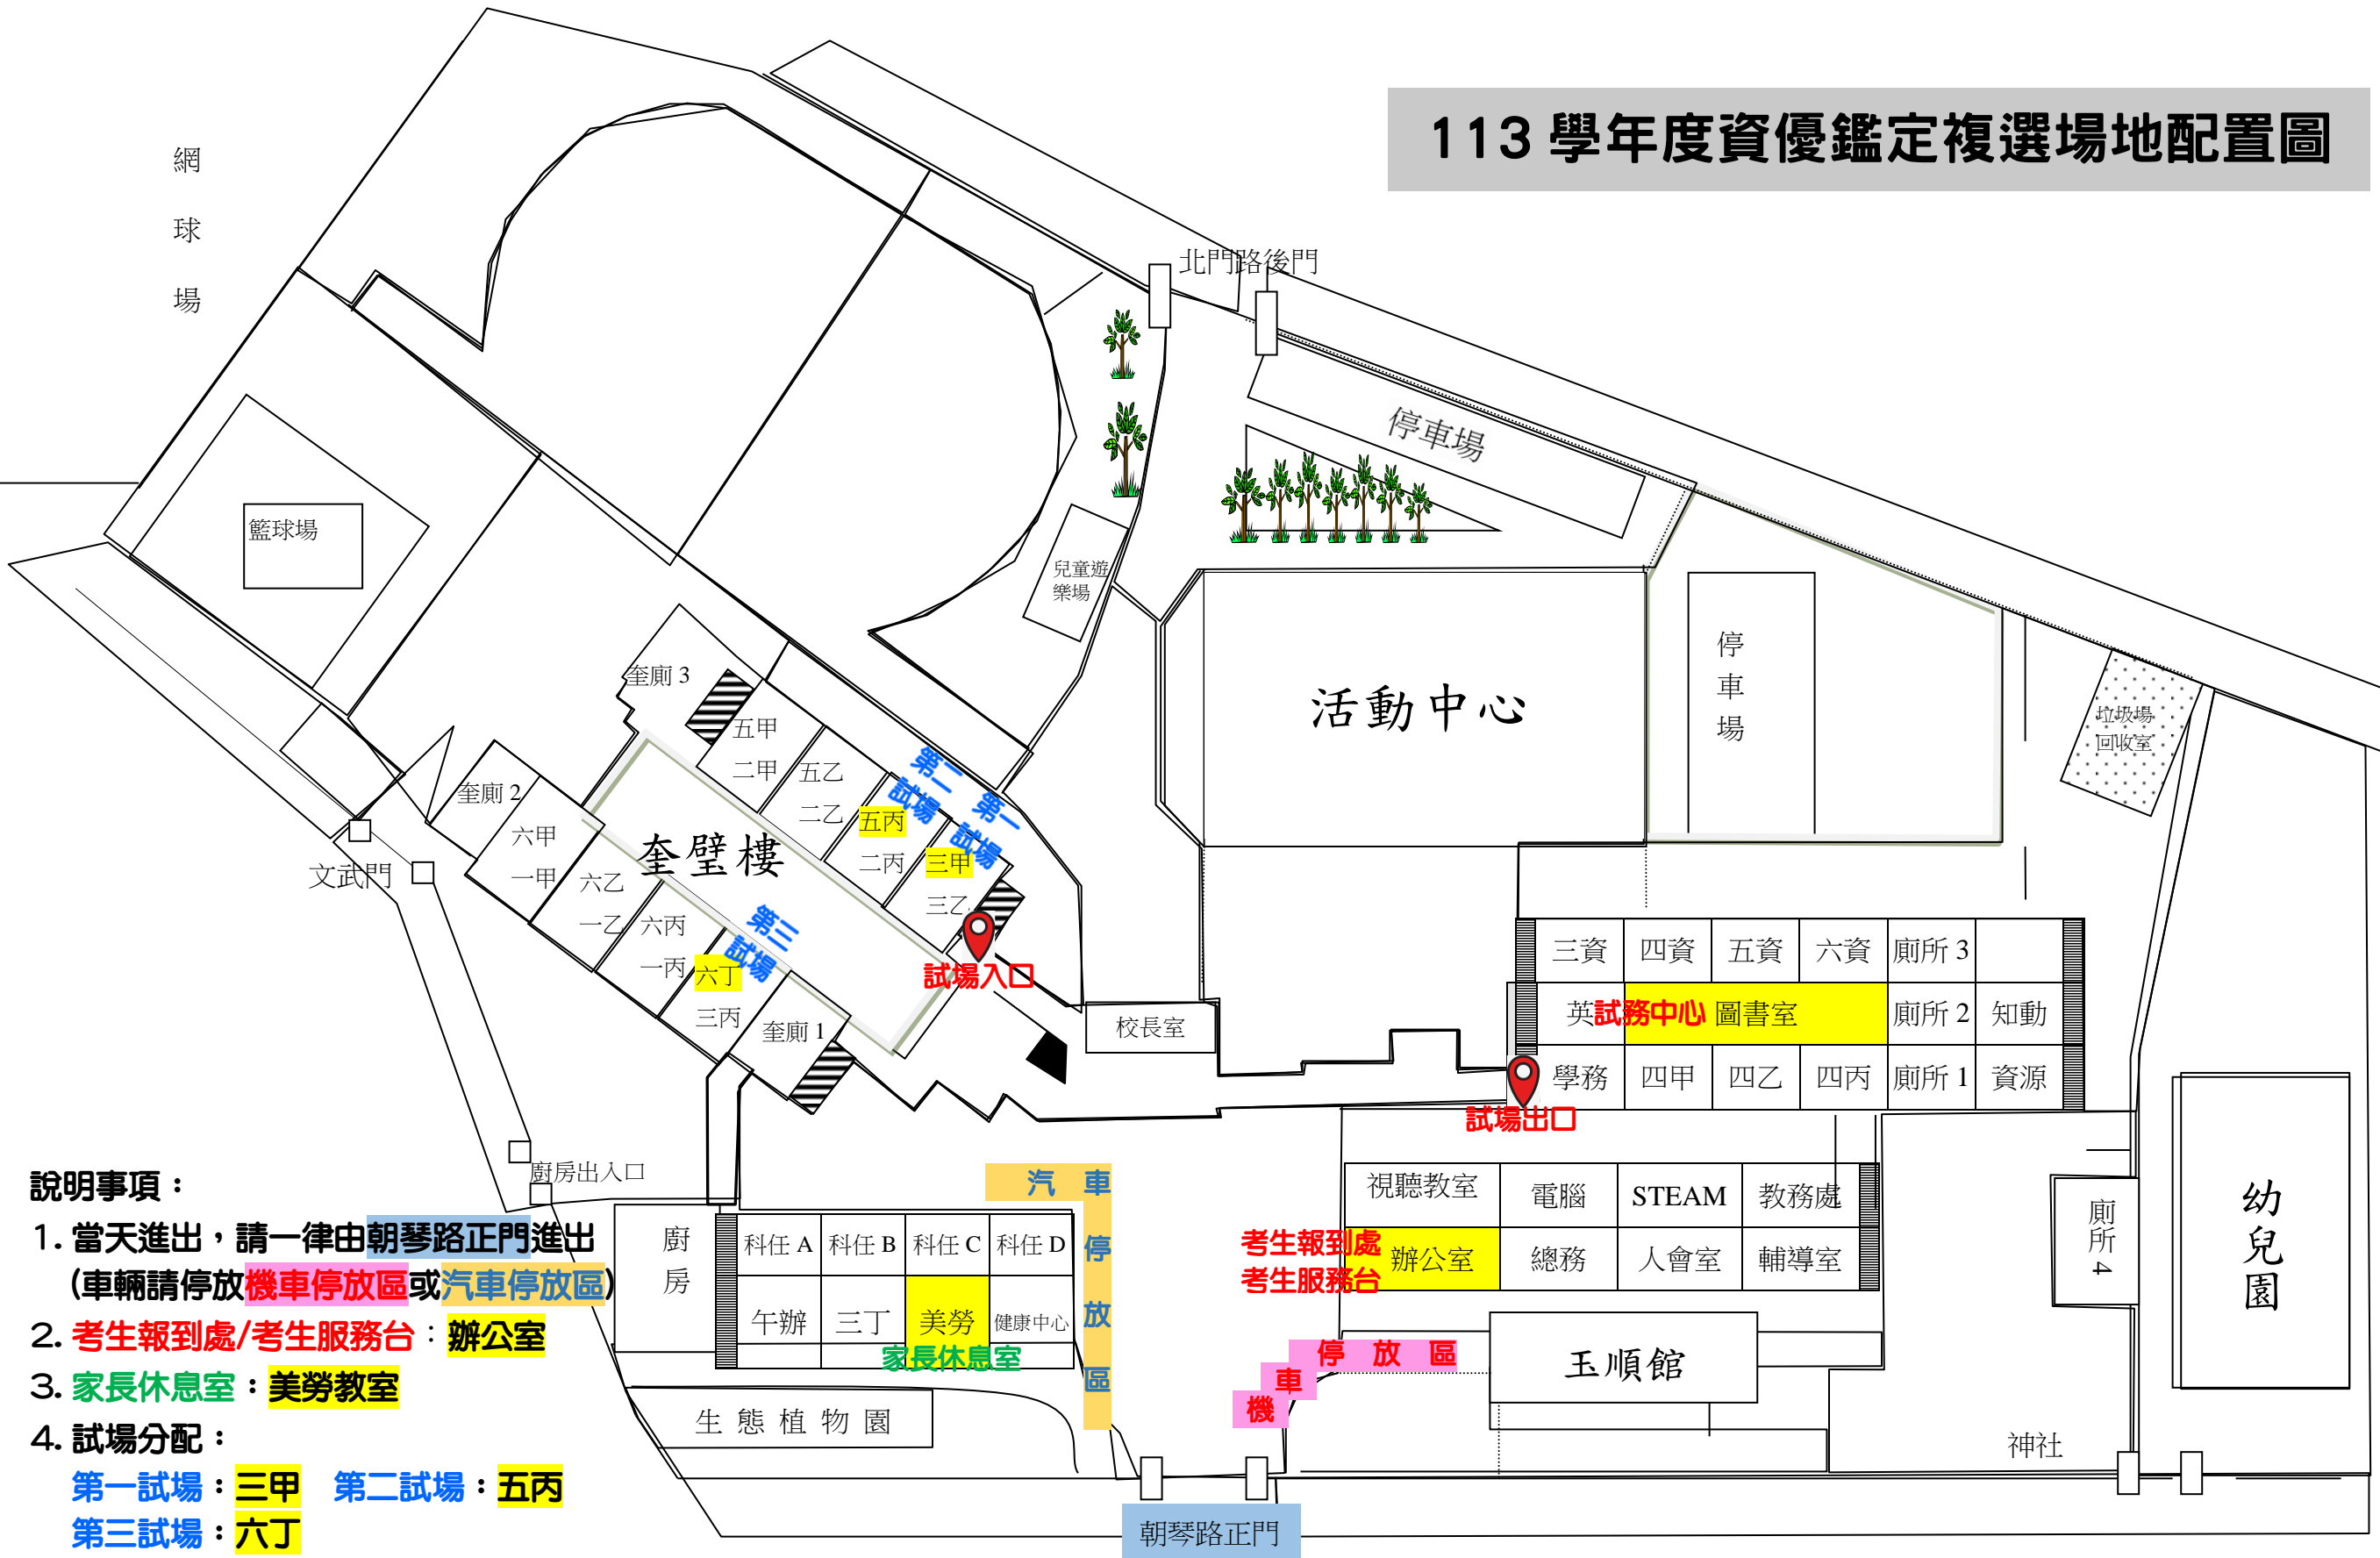 113 學年度資優鑑定複選場地配置圖
網球場
北門路後門
停車場
籃球場
兒童遊
樂場
活動中心
停車場
垃圾場
回收室
奎廁 3
五甲
二甲
五乙
二乙
第二
試場
五丙
二丙
第一
試場
三甲
三乙
奎璧樓
奎廁 2
六甲
一甲
六乙
一乙
六丙
一丙
第三
試場
六丁
三丙
奎廁 1
文武門
試場入口
校長室
三資 四資 五資 六資 廁所 3
英 試務中心 圖書室 廁所 2 知動
學務 四甲 四乙 四丙 廁所 1 資源
試場出口
廚房出入口
廚房
科任 A 科任 B 科任 C 科任 D
午辦 三丁 美勞 健康中心
家長休息室
汽車停放區
視聽教室 電腦 STEAM 教務處
辦公室 總務 人會室 輔導室
考生報到處
考生服務台
機車停放區
玉順館
廁所 4
幼兒園
生態植物園
神社
朝琴路正門
說明事項：
1. 當天進出，請一律由朝琴路正門進出
(車輛請停放機車停放區或汽車停放區)
2. 考生報到處/考生服務台：辦公室
3. 家長休息室：美勞教室
4. 試場分配：
第一試場：三甲 第二試場：五丙
第三試場：六丁